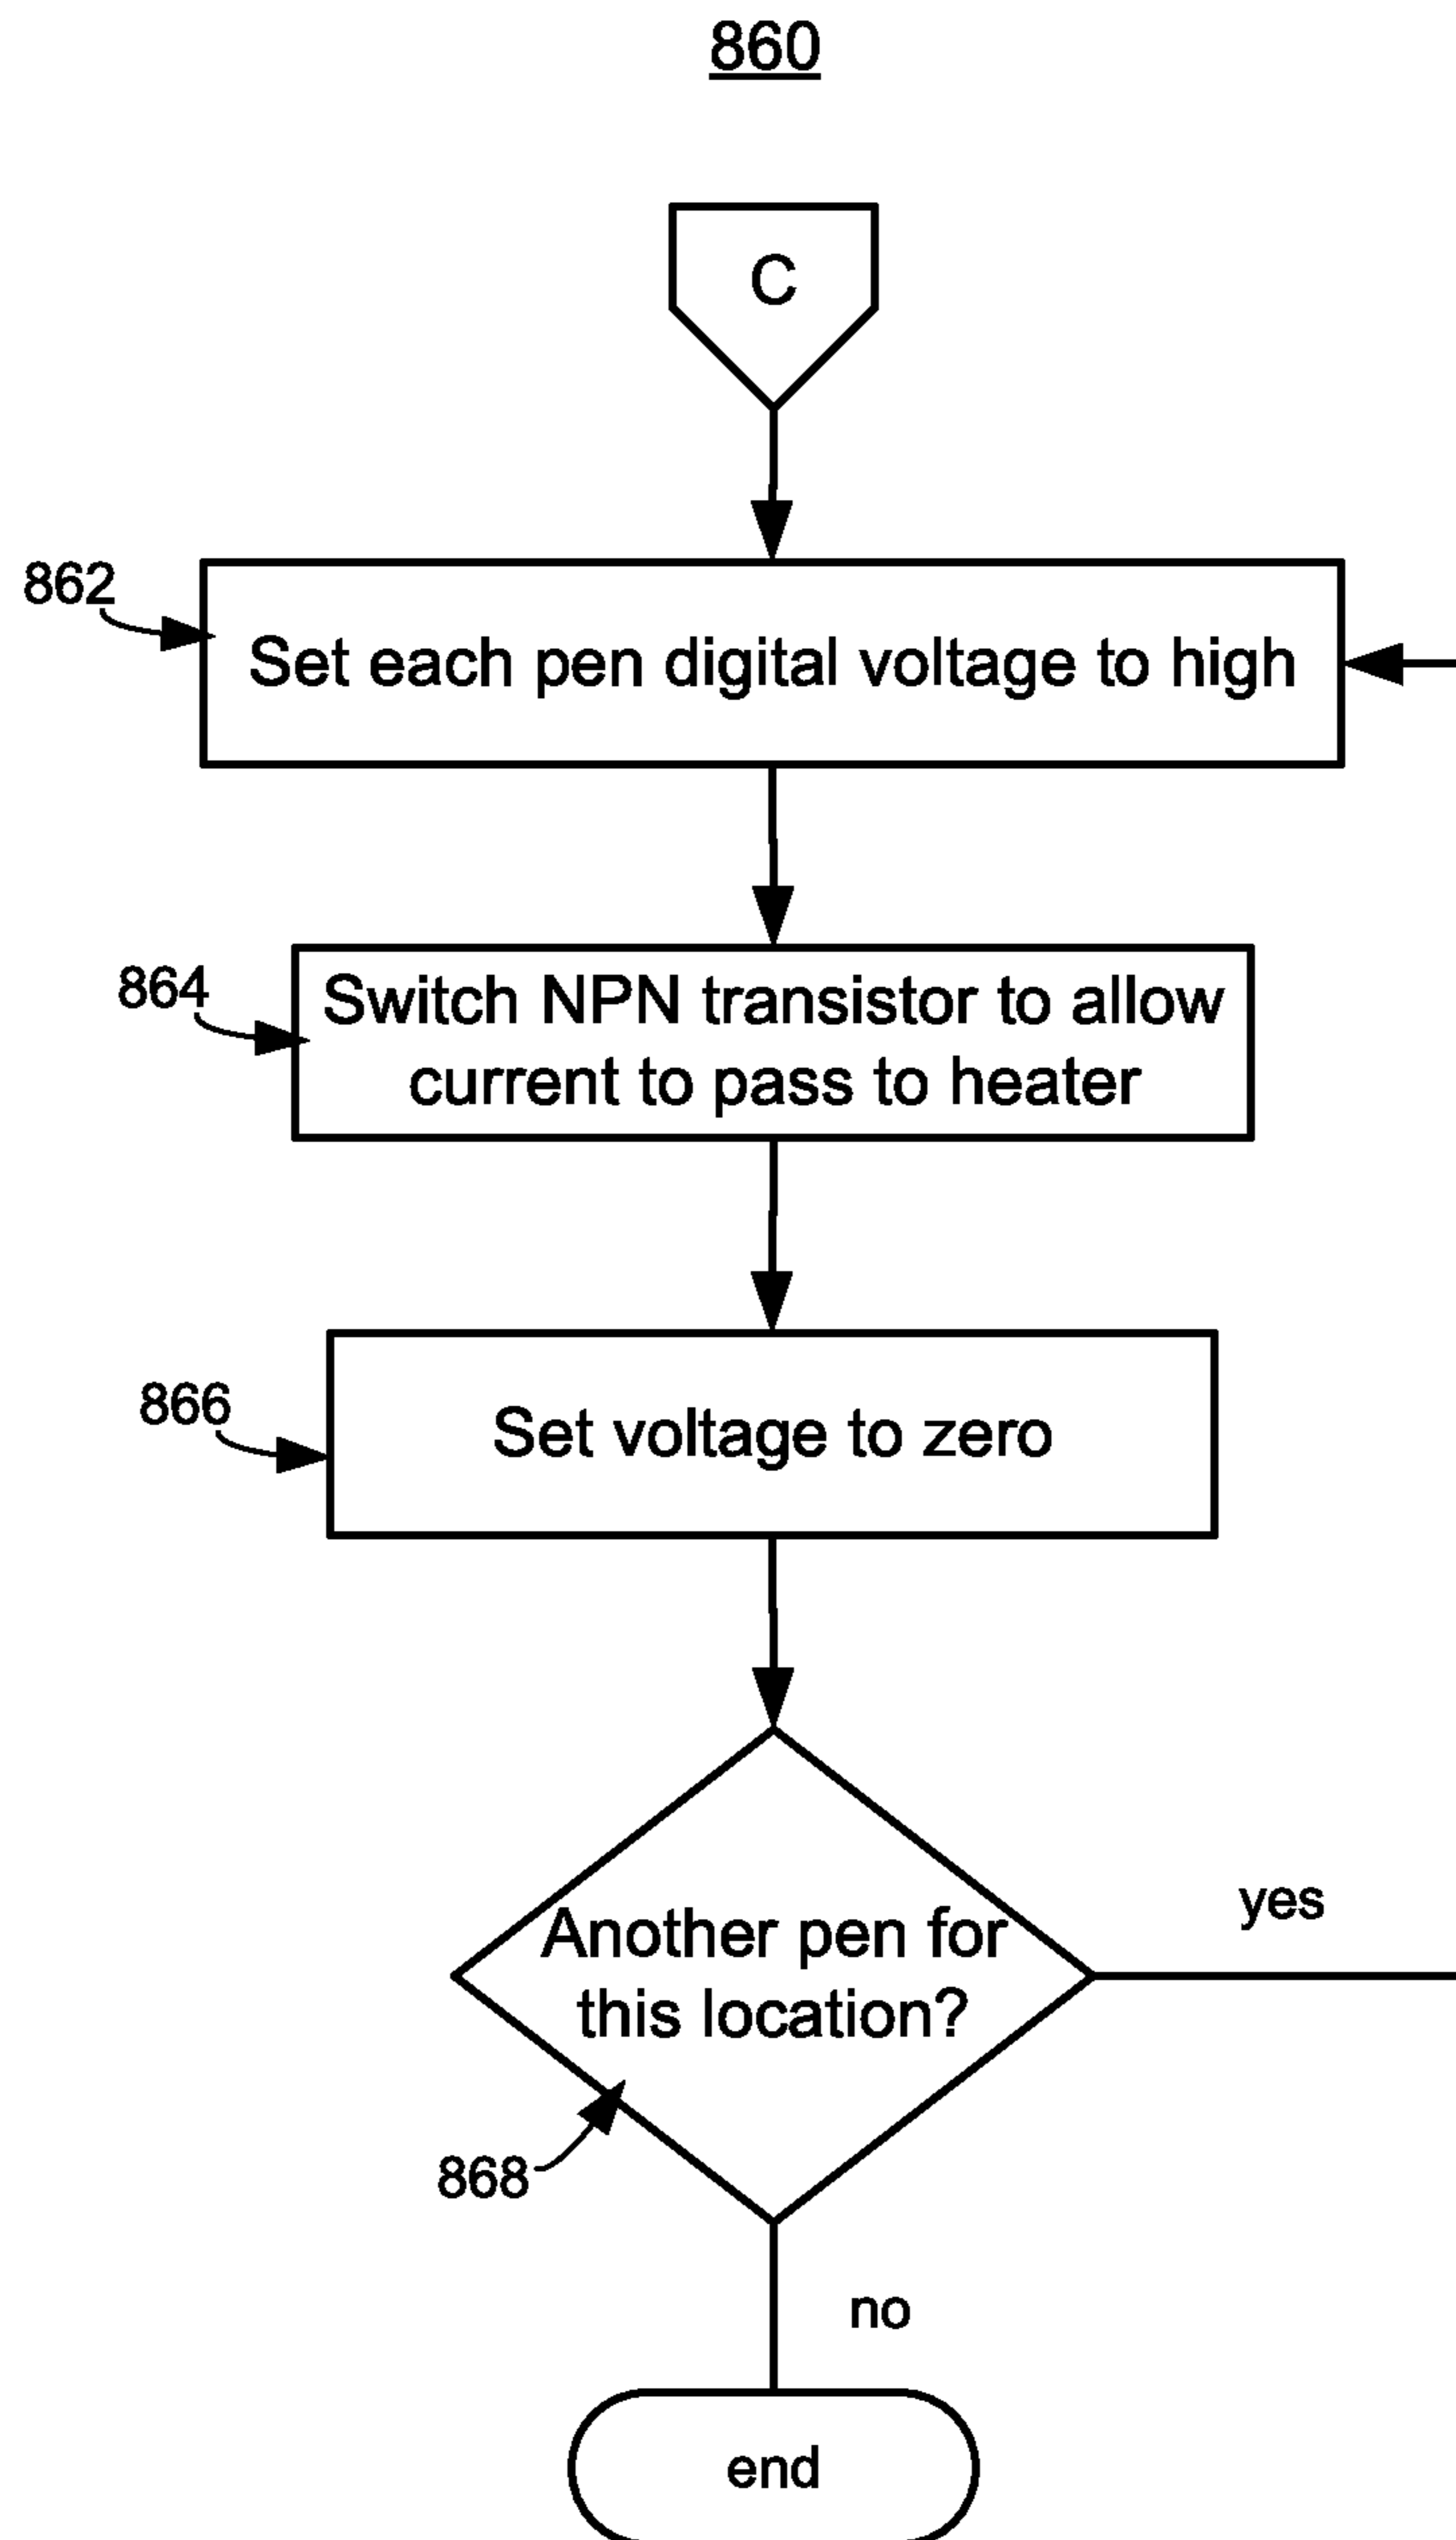 860
C
862
Set each pen digital voltage to high
864
Switch NPN transistor to allow
current to pass to heater
866
Set voltage to zero
Another pen for
this location?
yes
868
no
end